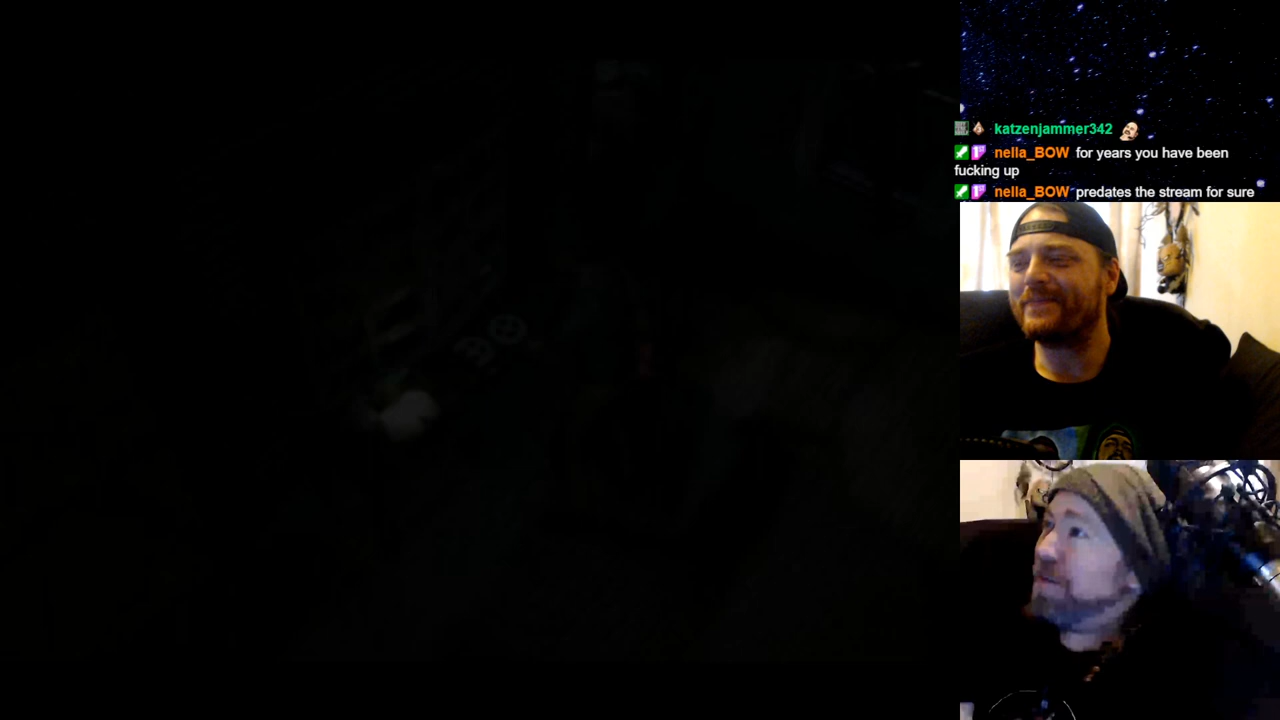 katzenjammer342
nella_BOW for years you have been
fucking up
nella_BOW predates the stream for sure